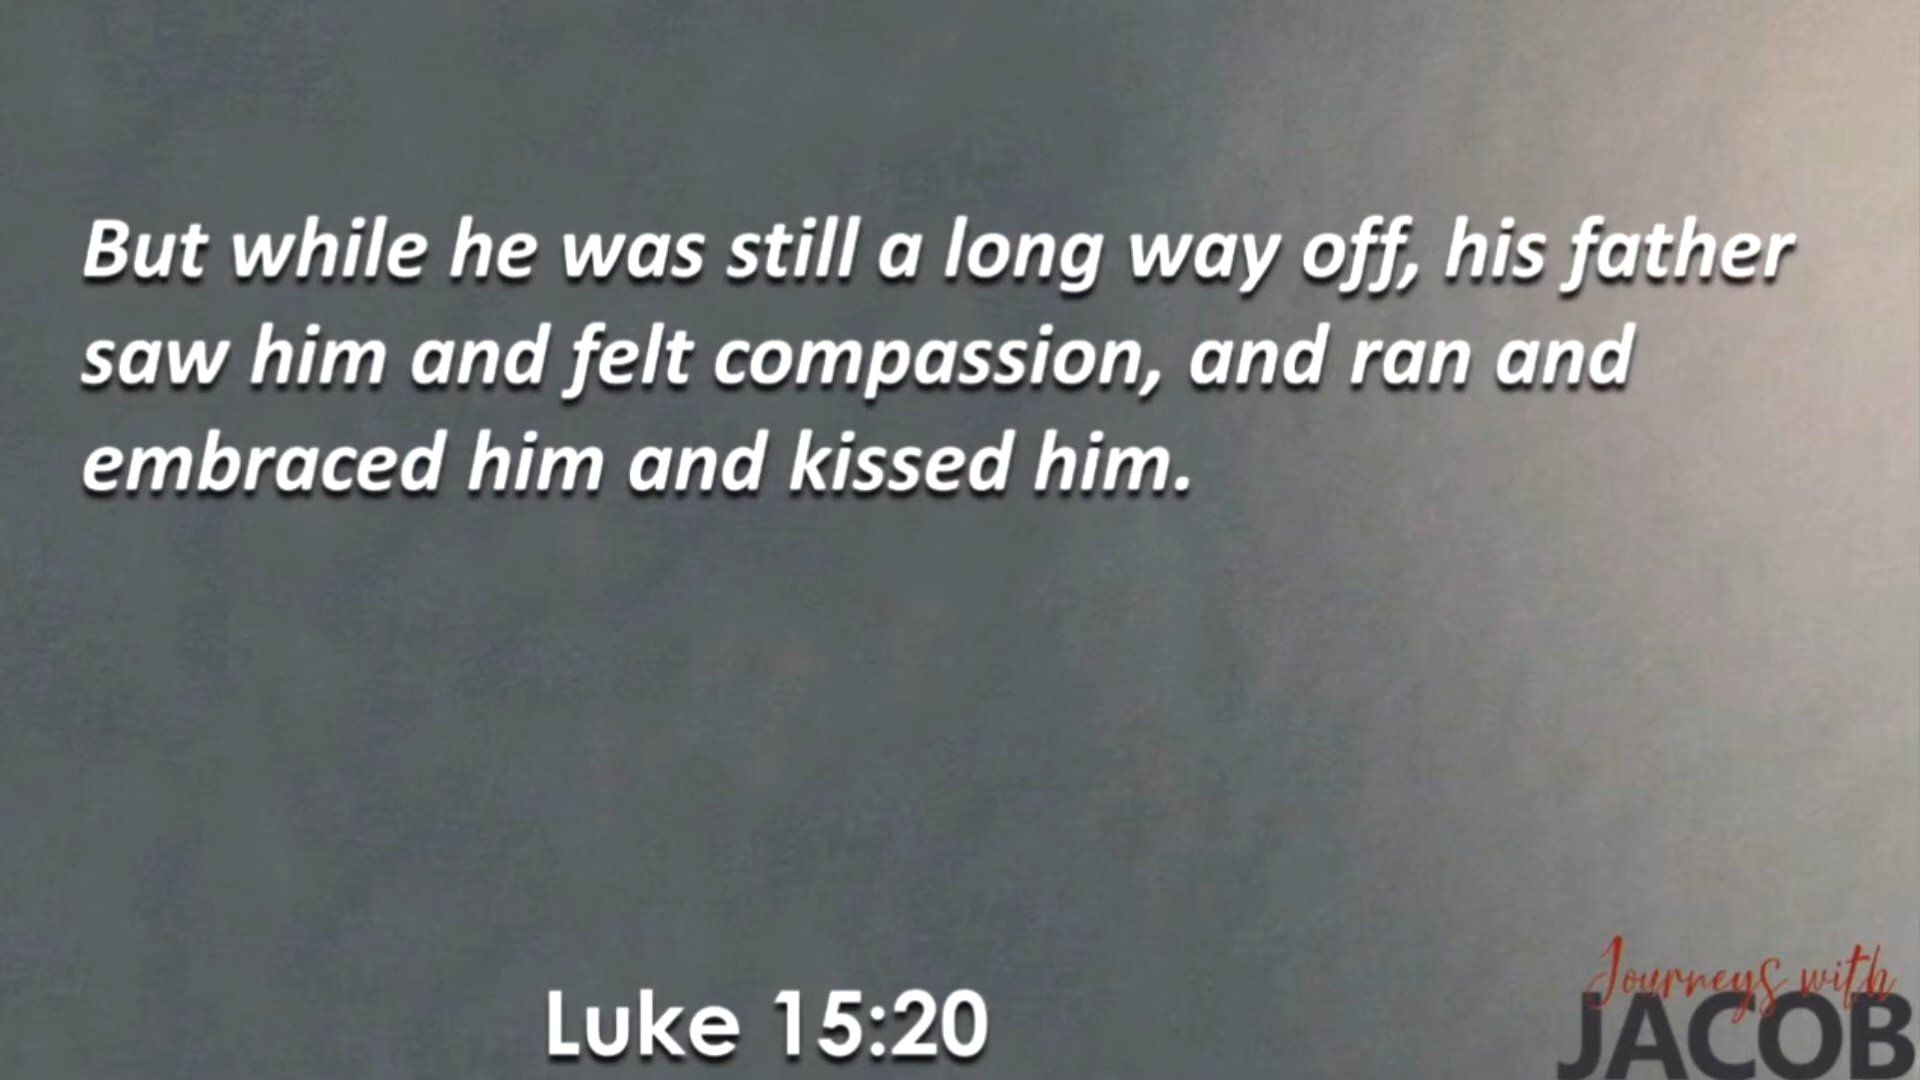 But while he was still a long way off, his father
saw him and felt compassion, and ran and
embraced him and kissed him.
Luke 15:20
Journeys with
JACOB